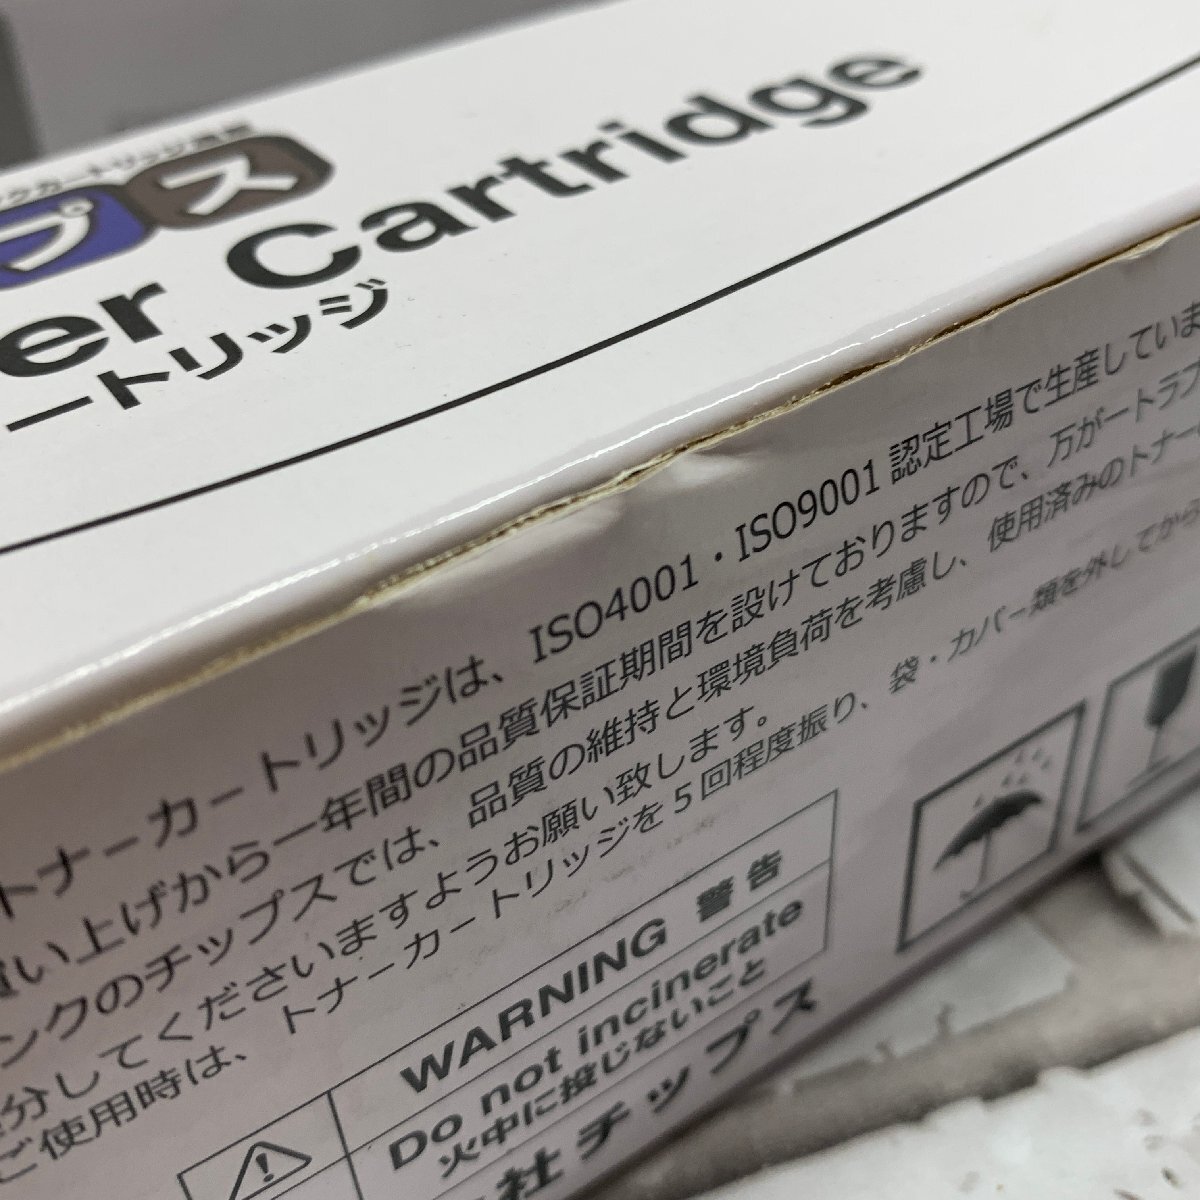 クカートリッジ
プス
er Cartridge
ートリッジ
トナーカートリッジは、ISO4001・ISO9001 認定工場で生産していま
買い上げから一年間の品質保証期間を設けておりますので、万が一トラブ
ンクのチップスでは、品質の維持と環境負荷を考慮し、使用済みのトナー
分してくださいますようお願い致します。
ご使用時は、トナーカートリッジを5回程度振り、袋・カバー類を外してから
WARNING 警告
Do not incinerate
火中に投じないこと
社チップス